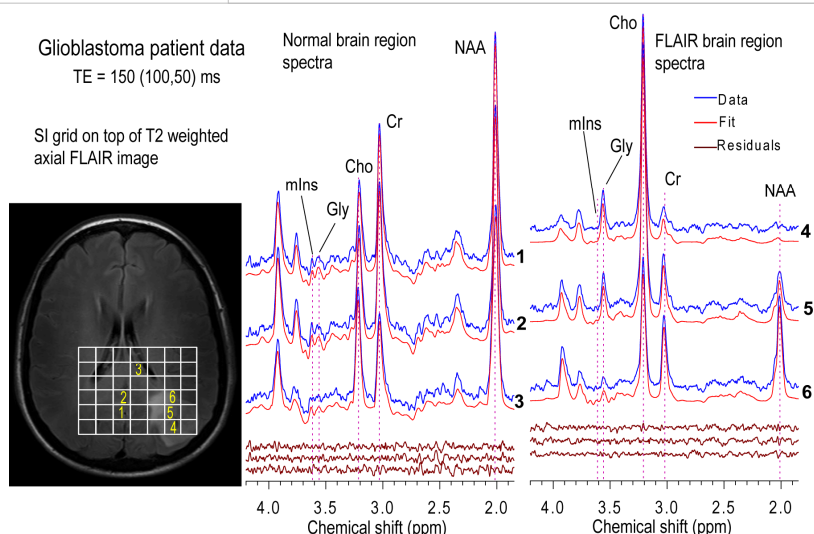 Glioblastoma patient data
TE = 150 (100,50) ms
SI grid on top of T2 weighted
axial FLAIR image
3
2
6
1
5
4
Normal brain region
spectra
NAA
Cr
Cho
mIns
Gly
1
2
3
4.0 3.5 3.0 2.5 2.0
Chemical shift (ppm)
Cho
FLAIR brain region
spectra
Data
Fit
Residuals
mIns
Gly
Cr
NAA
4
5
6
4.0 3.5 3.0 2.5 2.0
Chemical shift (ppm)